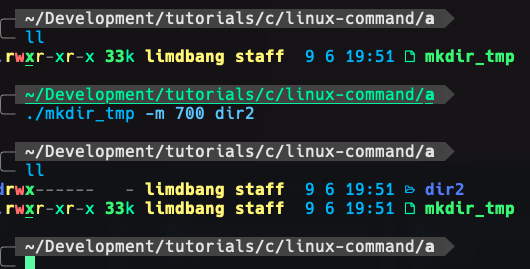 ~/Development/tutorials/c/linux-command/a
ll
.rwxr-xr-x 33k limdbang staff 9 6 19:51 mkdir_tmp
~/Development/tutorials/c/linux-command/a
./mkdir_tmp -m 700 dir2
~/Development/tutorials/c/linux-command/a
ll
drwx------ - limdbang staff 9 6 19:51 dir2
.rwxr-xr-x 33k limdbang staff 9 6 19:51 mkdir_tmp
~/Development/tutorials/c/linux-command/a